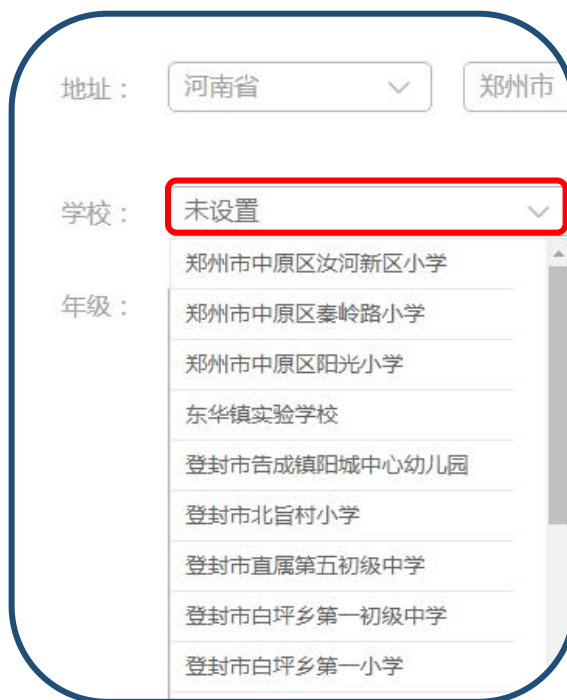 地址： 河南省 郑州市
学校： 未设置
郑州市中原区汝河新区小学
年级： 郑州市中原区秦岭路小学
郑州市中原区阳光小学
东华镇实验学校
登封市告成镇阳城中心幼儿园
登封市北旨村小学
登封市直属第五初级中学
登封市白坪乡第一初级中学
登封市白坪乡第一小学